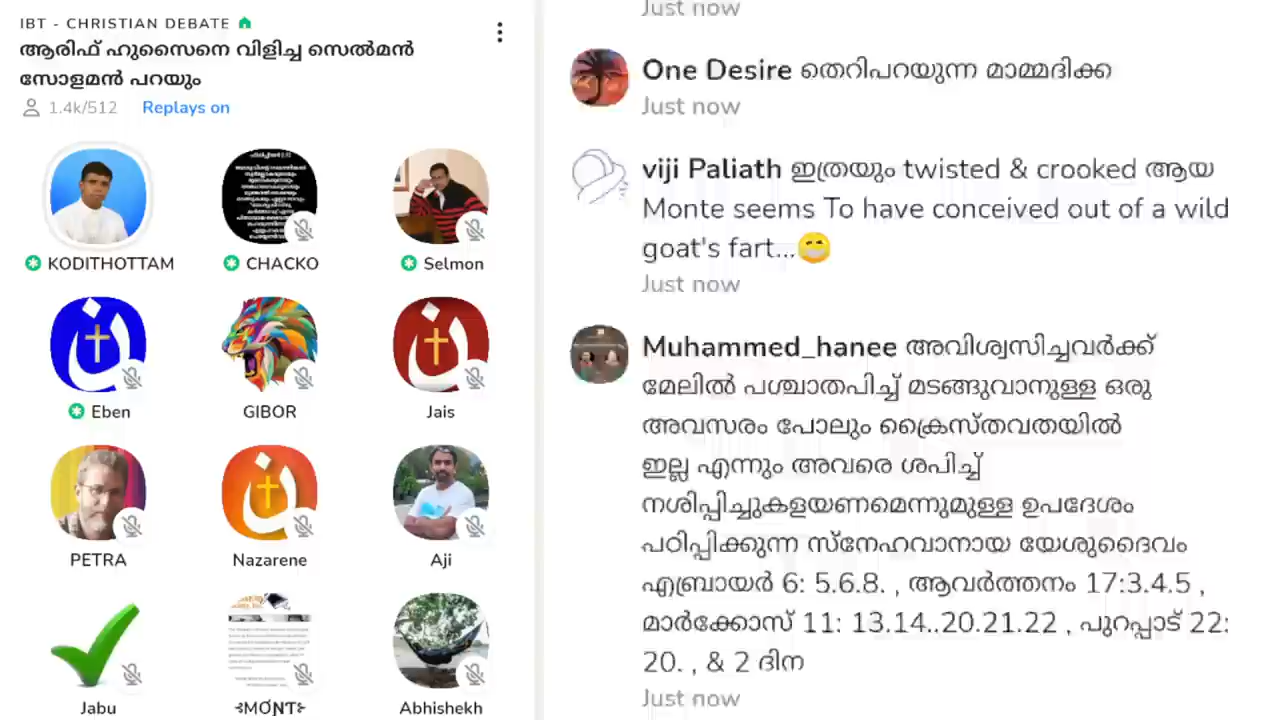 IBT - CHRISTIAN DEBATE
ആരിഫ് ഹുസൈനെ വിളിച്ച സെൽമൻ
സോളമൻ പറയും
1.4k/512 Replays on
KODITHOTTAM CHACKO Selmon
Eben GIBOR Jais
PETRA Nazarene Aji
Jabu ⊰MƠƝƬ⊱ Abhishekh
Just now
One Desire തെറിപറയുന്ന മാമ്മദിക്ക
Just now
viji Paliath ഇത്രയും twisted & crooked ആയ
Monte seems To have conceived out of a wild
goat's fart...😷
Just now
Muhammed_hanee അവിശ്വസിച്ചവർക്ക്
മേലിൽ പശ്ചാതപിച്ച് മടങ്ങുവാനുള്ള ഒരു
അവസരം പോലും ക്രൈസ്തവതയിൽ
ഇല്ല എന്നും അവരെ ശപിച്ച്
നശിപ്പിച്ചുകളയണമെന്നുമുള്ള ഉപദേശം
പഠിപ്പിക്കുന്ന സ്നേഹവാനായ യേശുദൈവം
എബ്രായർ 6: 5.6.8. , ആവർത്തനം 17:3.4.5 ,
മാർക്കോസ് 11: 13.14..20.21.22 , പുറപ്പാട് 22:
20. , & 2 ദിന
Just now